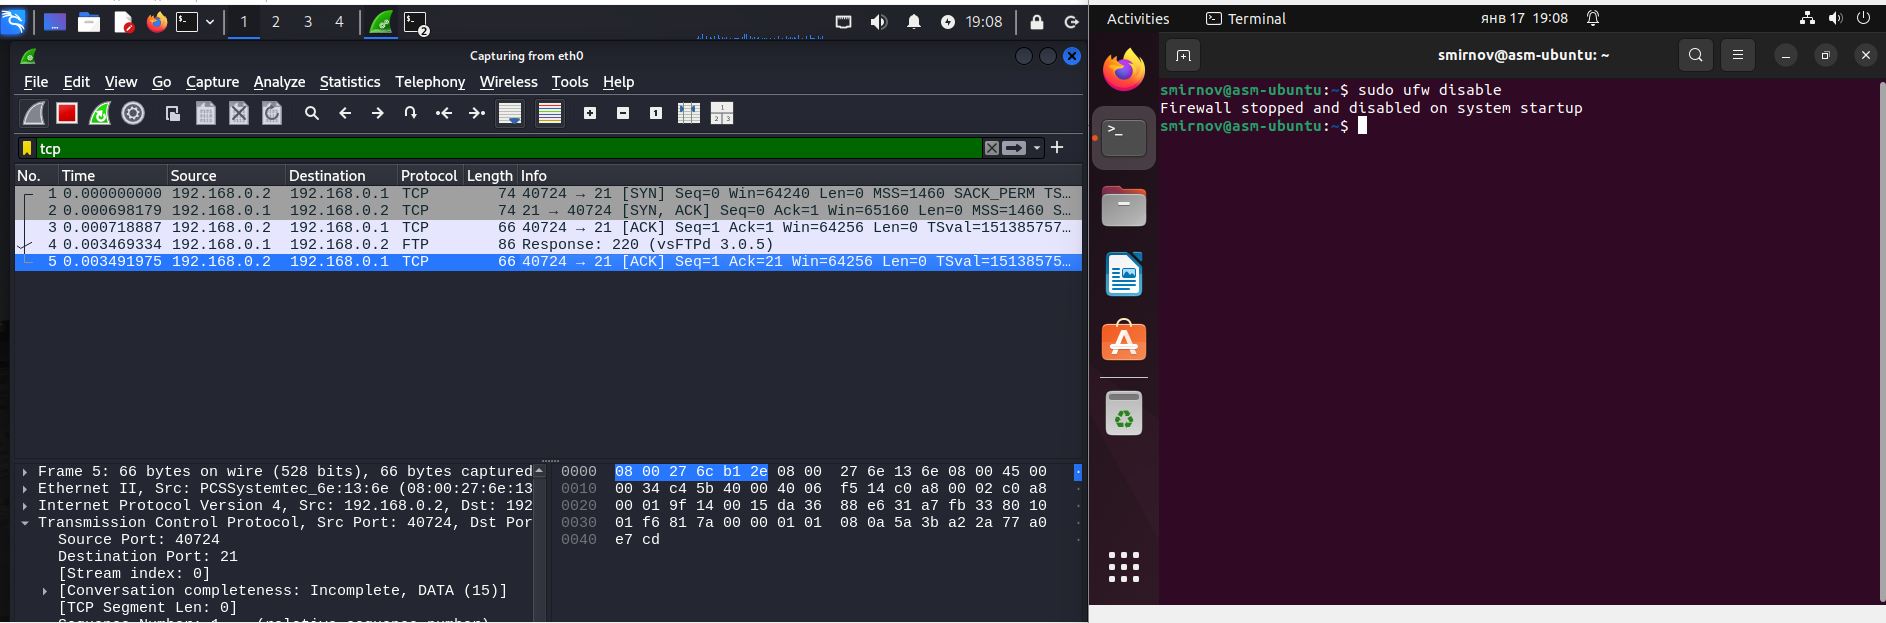 1 2 3 4 2 19:08
Capturing from eth0
File Edit View Go Capture Analyze Statistics Telephony Wireless Tools Help
tcp
No. Time Source Destination Protocol Length Info
1 0.000000000 192.168.0.2 192.168.0.1 TCP 74 40724 → 21 [SYN] Seq=0 Win=64240 Len=0 MSS=1460 SACK_PERM TS…
2 0.000698179 192.168.0.1 192.168.0.2 TCP 74 21 → 40724 [SYN, ACK] Seq=0 Ack=1 Win=65160 Len=0 MSS=1460 S…
3 0.000718887 192.168.0.2 192.168.0.1 TCP 66 40724 → 21 [ACK] Seq=1 Ack=1 Win=64256 Len=0 TSval=151385757…
4 0.003469334 192.168.0.1 192.168.0.2 FTP 86 Response: 220 (vsFTPd 3.0.5)
5 0.003491975 192.168.0.2 192.168.0.1 TCP 66 40724 → 21 [ACK] Seq=1 Ack=21 Win=64256 Len=0 TSval=15138575…
Frame 5: 66 bytes on wire (528 bits), 66 bytes captured
Ethernet II, Src: PCSSystemtec_6e:13:6e (08:00:27:6e:13
Internet Protocol Version 4, Src: 192.168.0.2, Dst: 192
Transmission Control Protocol, Src Port: 40724, Dst Por
Source Port: 40724
Destination Port: 21
[Stream index: 0]
[Conversation completeness: Incomplete, DATA (15)]
[TCP Segment Len: 0]
Sequence Number: 1 (relative sequence number)
0000 08 00 27 6c b1 2e 08 00 27 6e 13 6e 08 00 45 00
0010 00 34 c4 5b 40 00 40 06 f5 14 c0 a8 00 02 c0 a8
0020 00 01 9f 14 00 15 da 36 88 e6 31 a7 fb 33 80 10
0030 01 f6 81 7a 00 00 01 01 08 0a 5a 3b a2 2a 77 a0
0040 e7 cd
Activities Terminal янв 17 19:08
smirnov@asm-ubuntu: ~
smirnov@asm-ubuntu:~$ sudo ufw disable
Firewall stopped and disabled on system startup
smirnov@asm-ubuntu:~$